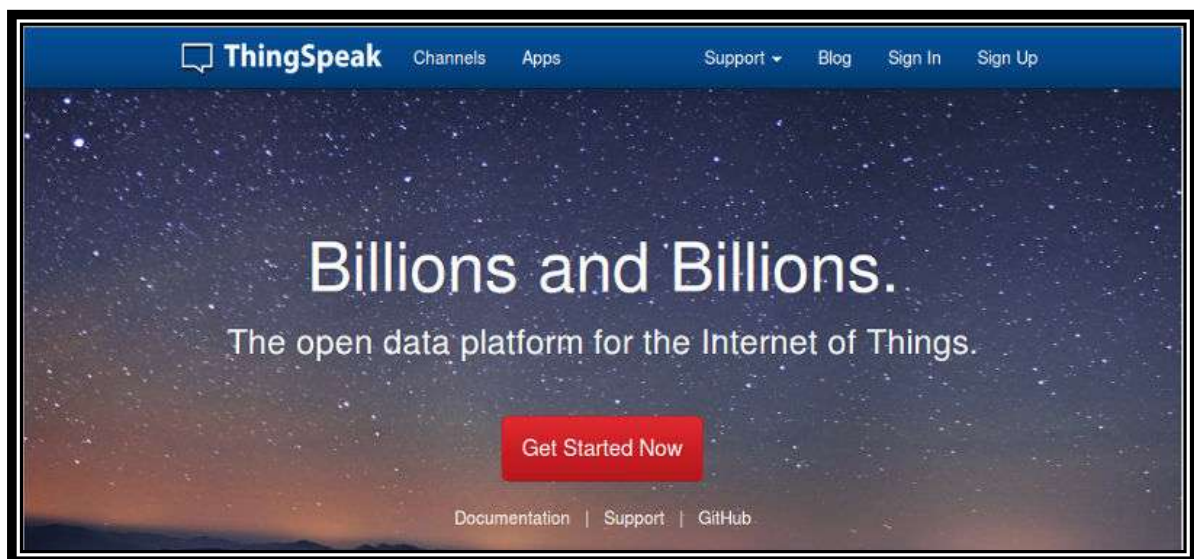 ThingSpeak Channels Apps Support Blog Sign In Sign Up
Billions and Billions.
The open data platform for the Internet of Things.
Get Started Now
Documentation | Support | GitHub